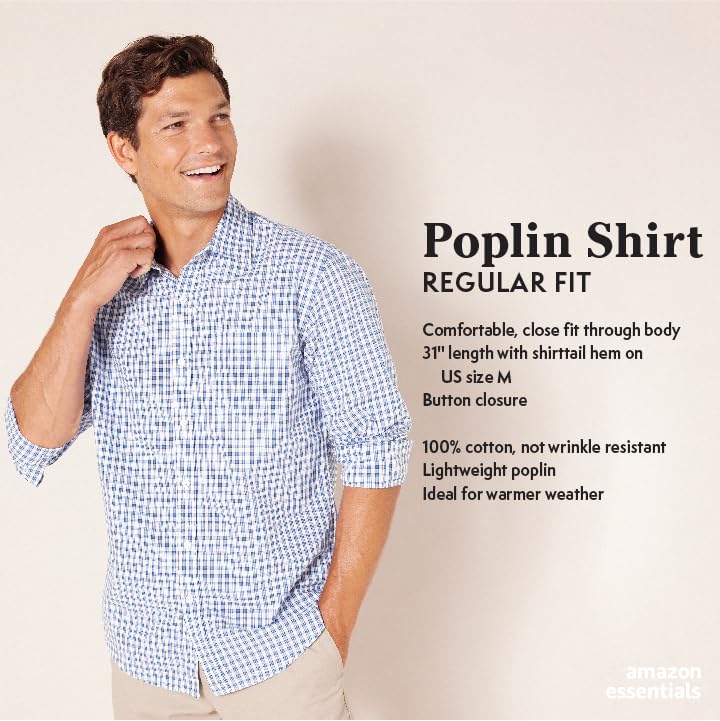 Poplin Shirt
REGULAR FIT
Comfortable, close fit through body
31" length with shirttail hem on
US size M
Button closure
100% cotton, not wrinkle resistant
Lightweight poplin
Ideal for warmer weather
amazon
essentials